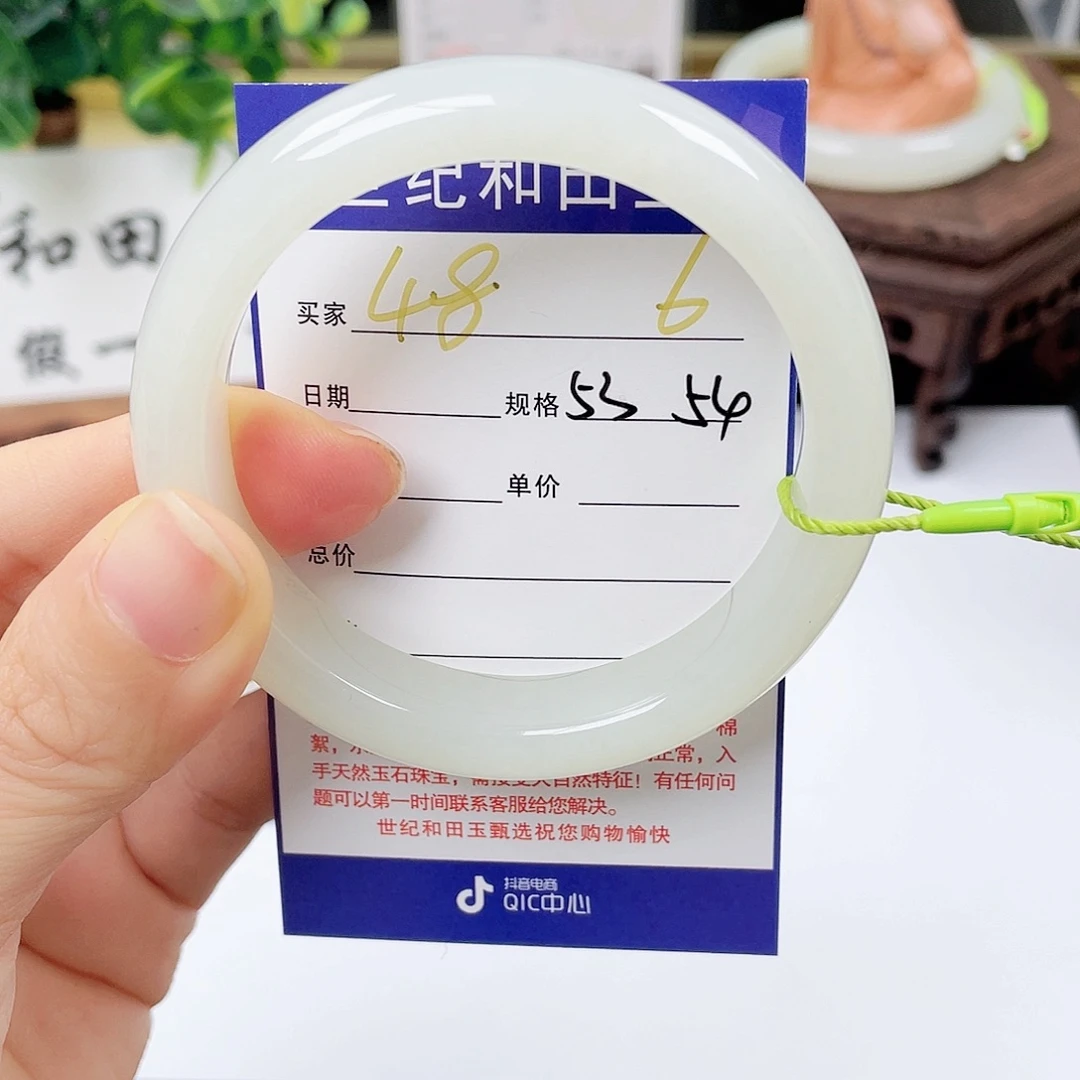 世纪和田玉
和田
假一
买家 48 6
日期 规格 53 54
单价
总价
棉
絮，
正常，入
手天然玉石珠宝，需接受大自然特征！有任何问
题可以第一时间联系客服给您解决。
世纪和田玉甄选祝您购物愉快
抖音电商
QIC中心